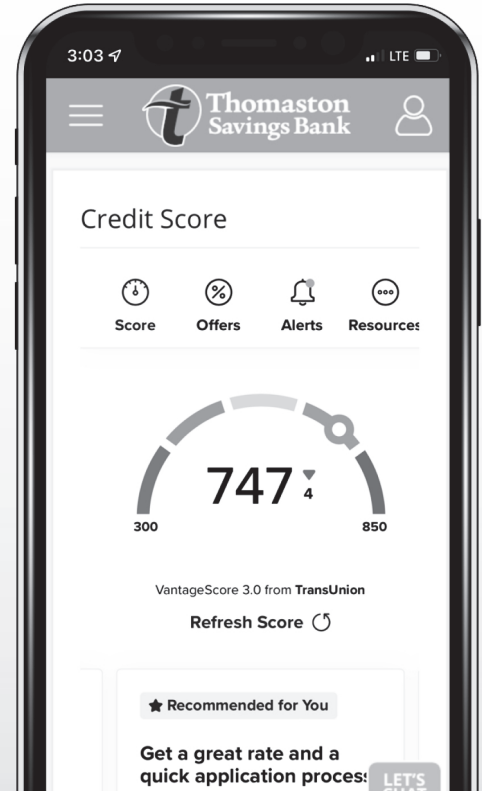 3:03
LTE
Thomaston
Savings Bank
Credit Score
Score Offers Alerts Resources
747 4
300 850
VantageScore 3.0 from TransUnion
Refresh Score
Recommended for You
Get a great rate and a
quick application process
LET'S
CHAT